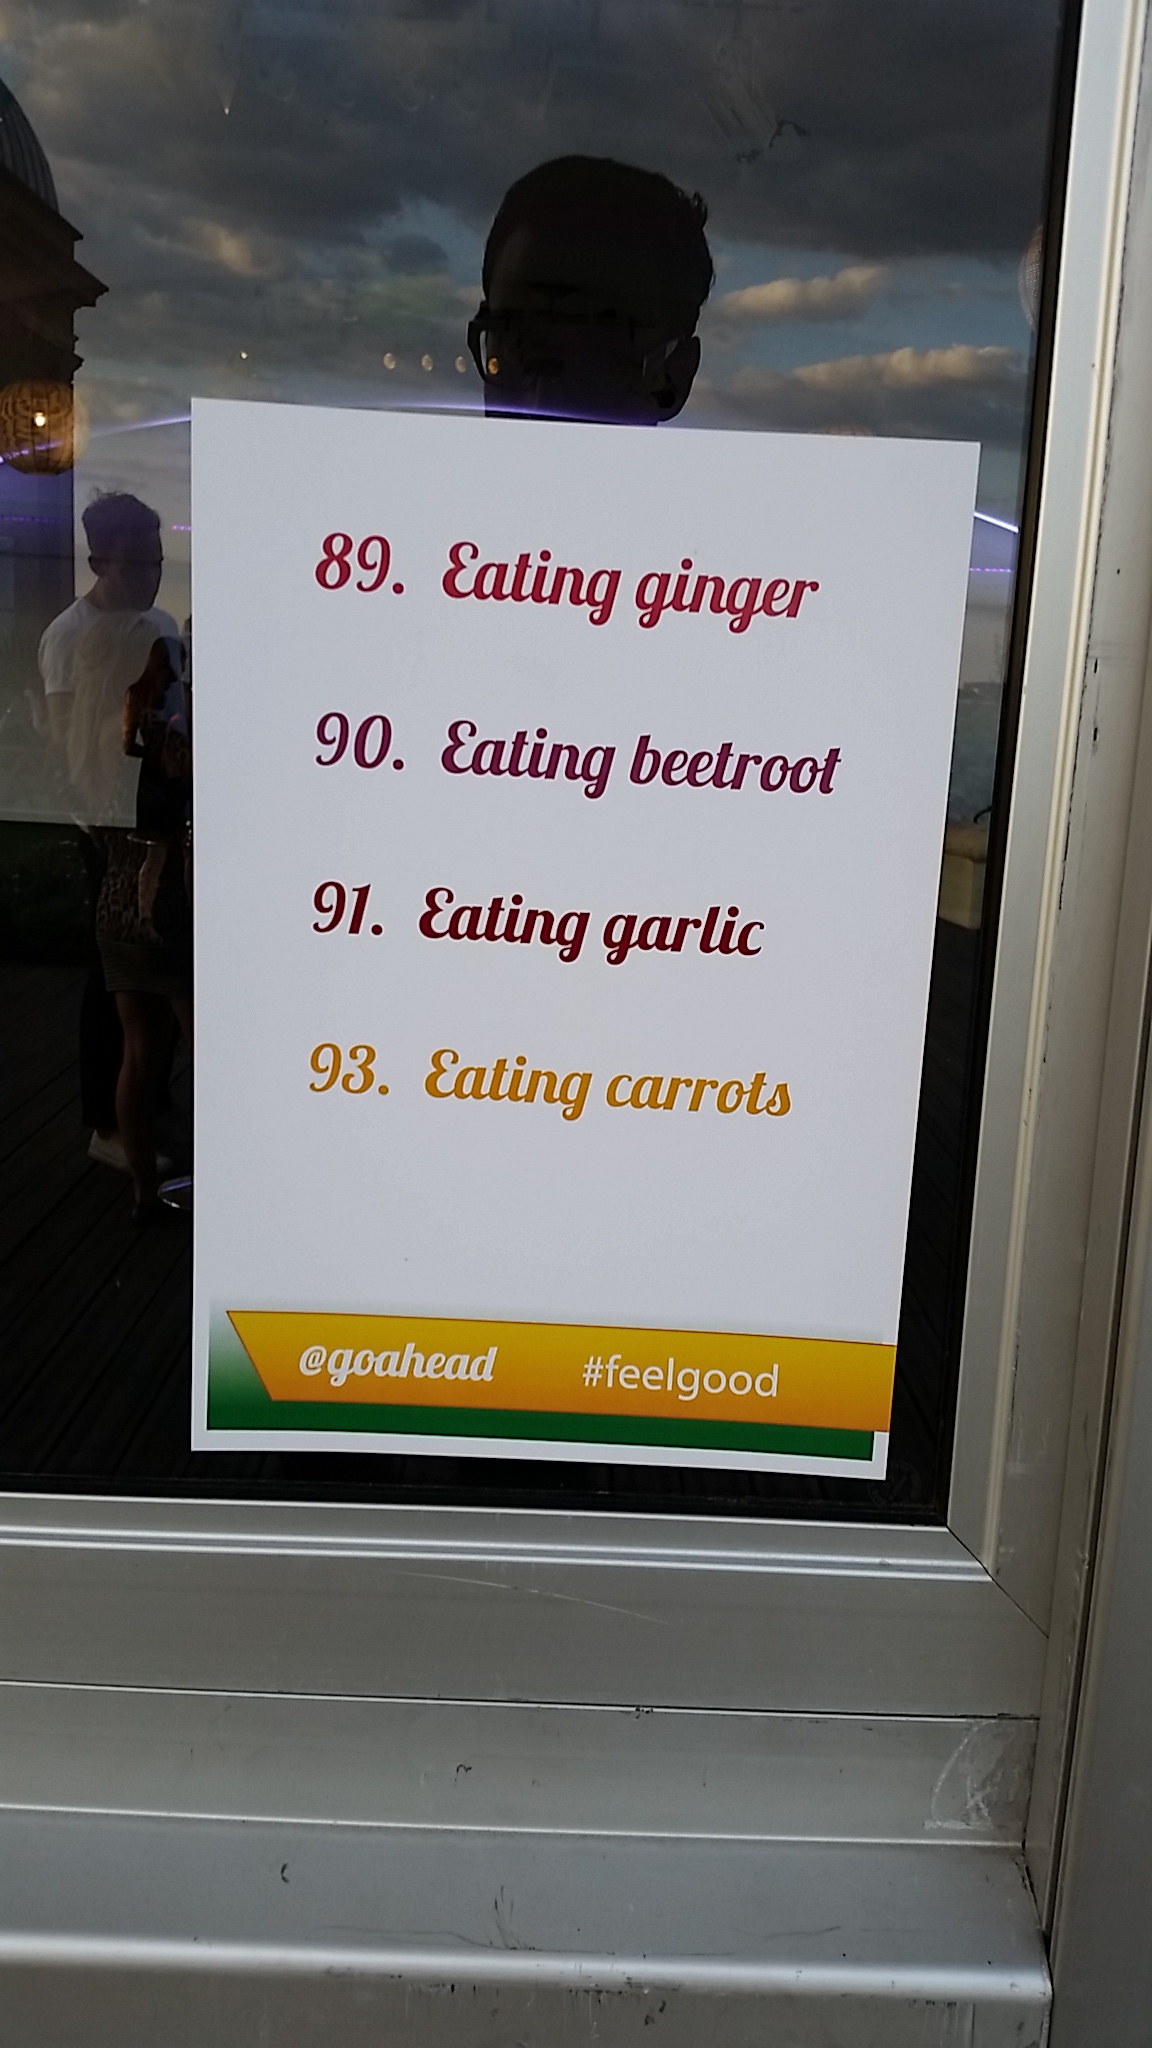 89. Eating ginger
90. Eating beetroot
91. Eating garlic
93. Eating carrots
@goahead #feelgood